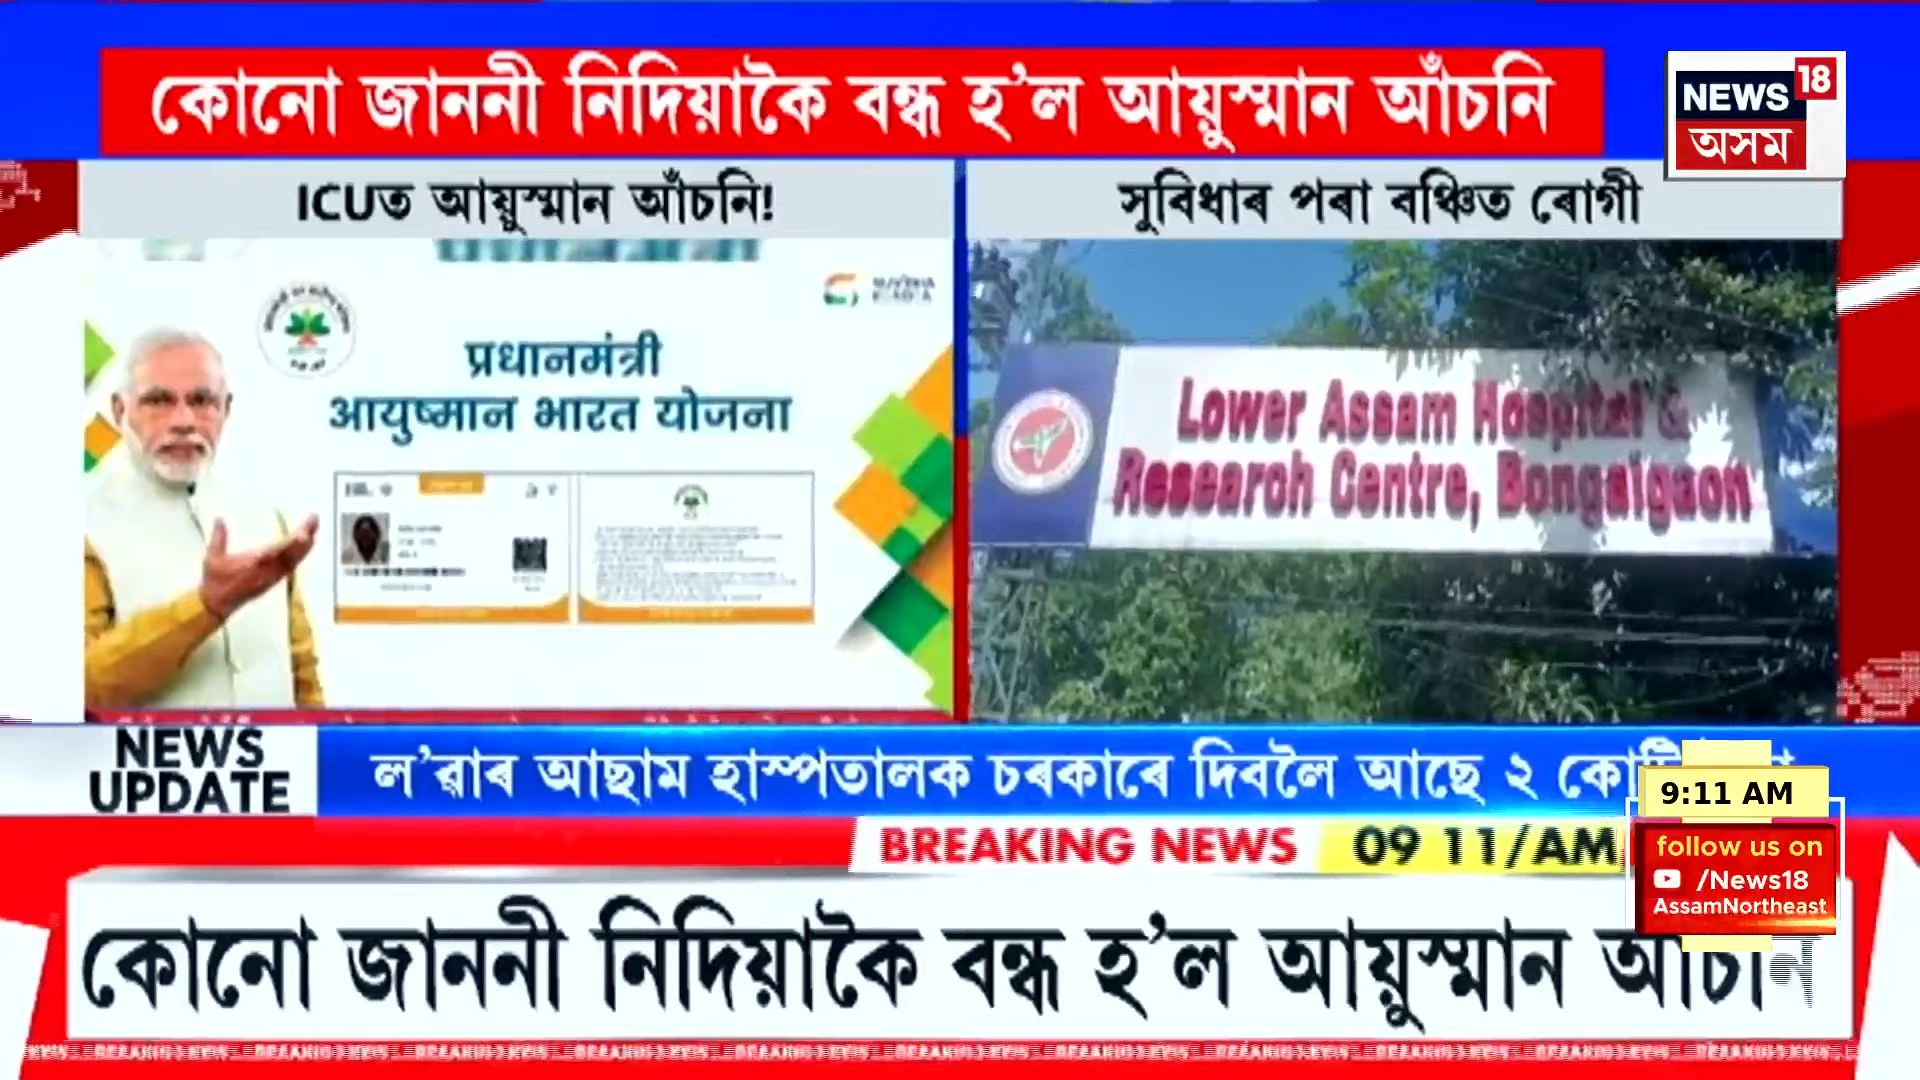 কোনো জাননী নিদিয়াকৈ বন্ধ হ'ল আয়ুস্মান আঁচনি
NEWS 18
অসম
ICUত আয়ুস্মান আঁচনি!
সুবিধাৰ পৰা বঞ্চিত ৰোগী
प्रधानमंत्री
आयुष्मान भारत योजना
Lower Assam Hospital &
Research Centre, Bongaigaon
NEWS
UPDATE
ল'ৱাৰ আছাম হাস্পতালক চৰকাৰে দিবলৈ আছে ২
9:11 AM
BREAKING NEWS 09 11/AM
follow us on
/News18
AssamNortheast
কোনো জাননী নিদিয়াকৈ বন্ধ হ'ল আয়ুস্মান আঁচনি